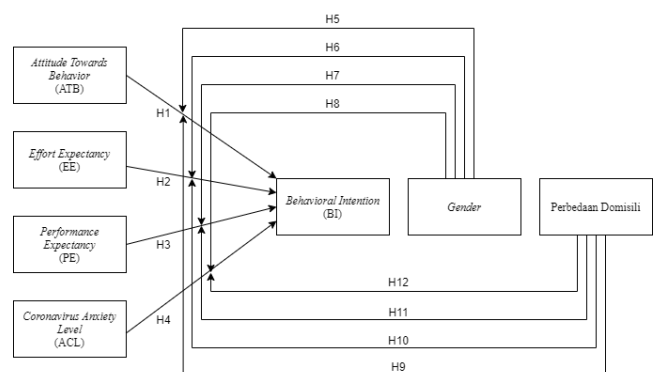 H5
H6
H7
H8
Attitude Towards
Behavior
(ATB)
H1
Effort Expectancy
(EE)
H2
Performance
Expectancy
(PE)
H3
Coronavirus Anxiety
Level
(ACL)
H4
Behavioral Intention
(BI)
Gender
Perbedaan Domisili
H12
H11
H10
H9